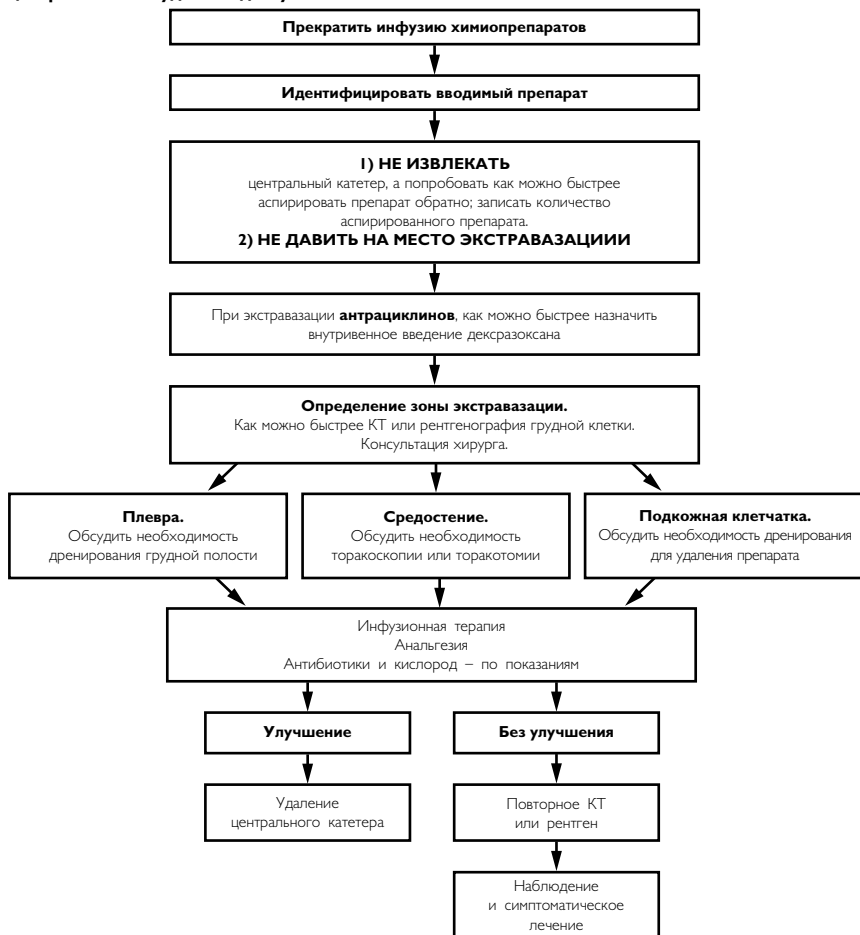 Прекратить инфузию химиопрепаратов
Идентифицировать вводимый препарат
1) НЕ ИЗВЛЕКАТЬ
центральный катетер, а попробовать как можно быстрее
аспирировать препарат обратно; записать количество
аспирированного препарата.
2) НЕ ДАВИТЬ НА МЕСТО ЭКСТРАВАЗАЦИИИ
При экстравазации антрациклинов, как можно быстрее назначить
внутривенное введение дексразоксана
Определение зоны экстравазации.
Как можно быстрее КТ или рентгенография грудной клетки.
Консультация хирурга.
Плевра.
Обсудить необходимость
дренирования грудной полости
Средостение.
Обсудить необходимость
торакоскопии или торакотомии
Подкожная клетчатка.
Обсудить необходимость дренирования
для удаления препарата
Инфузионная терапия
Анальгезия
Антибиотики и кислород – по показаниям
Улучшение
Без улучшения
Удаление
центрального катетера
Повторное КТ
или рентген
Наблюдение
и симптоматическое
лечение